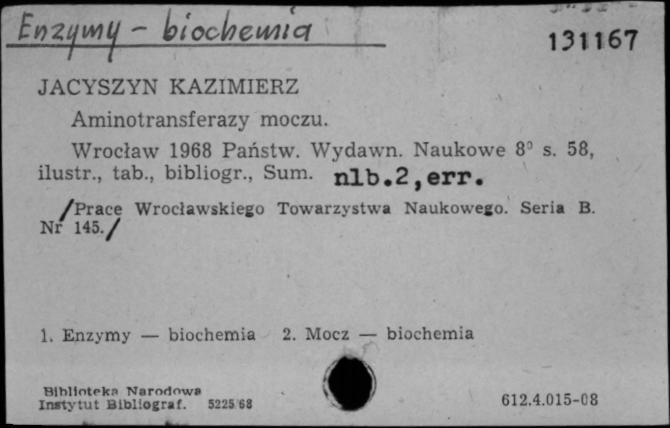 Enzymy - biochemia
131167
JACYSZYN KAZIMIERZ
Aminotransferazy moczu.
Wrocław 1968 Państw. Wydawn. Naukowe 8° s. 58,
ilustr., tab., bibliogr., Sum. nlb.2,err.
/Prace Wrocławskiego Towarzystwa Naukowego. Seria B.
Nr 145./
1. Enzymy — biochemia 2. Mocz — biochemia
Biblioteka Narodowa
Instytut Bibliograf. 5225/68
612.4.015-08